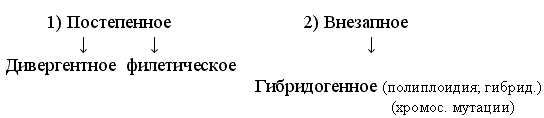 1) Постепенное 2) Внезапное
↓ ↓ ↓
Дивергентное филетическое
Гибридогенное (полиплоидия; гибрид.)
(хромос. мутации)